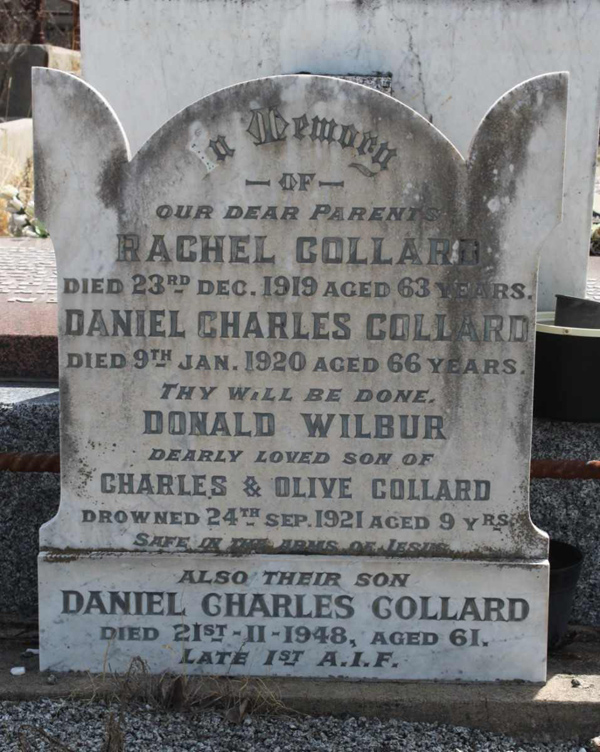 In Memory
— OF —
OUR DEAR PARENTS
RACHEL COLLARD
DIED 23RD DEC. 1919 AGED 63 YEARS.
DANIEL CHARLES COLLARD
DIED 9TH JAN. 1920 AGED 66 YEARS.
THY WILL BE DONE.
DONALD WILBUR
DEARLY LOVED SON OF
CHARLES & OLIVE COLLARD
DROWNED 24TH SEP. 1921 AGED 9 YRS.
SAFE IN THE ARMS OF JESUS
ALSO THEIR SON
DANIEL CHARLES COLLARD
DIED 21ST-11-1948, AGED 61.
LATE 1ST A.I.F.